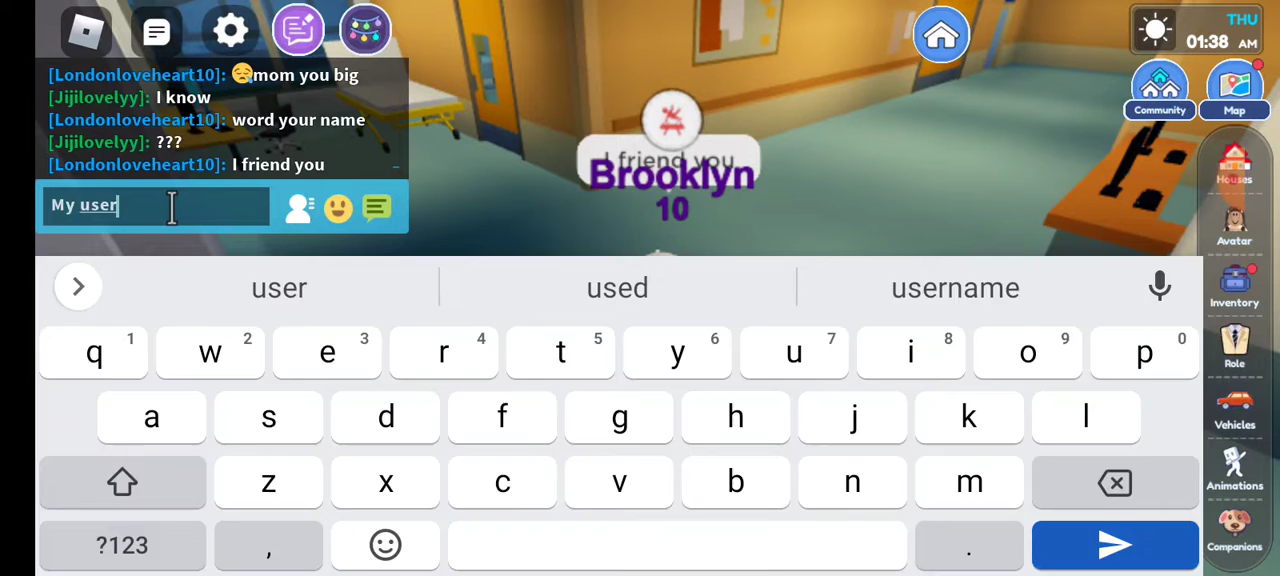 THU
01:38 AM
[Londonloveheart10]: 😪mom you big
[Jijilovelyy]: I know
[Londonloveheart10]: word your name
[Jijilovelyy]: ???
[Londonloveheart10]: I friend you
My user
I friend you
Brooklyn
10
Community
Map
Houses
Avatar
Inventory
Role
Vehicles
Animations
Companions
user used username
q 1 w 2 e 3 r 4 t 5 y 6 u 7 i 8 o 9 p 0
a s d f g h j k l
z x c v b n m
?123 , .